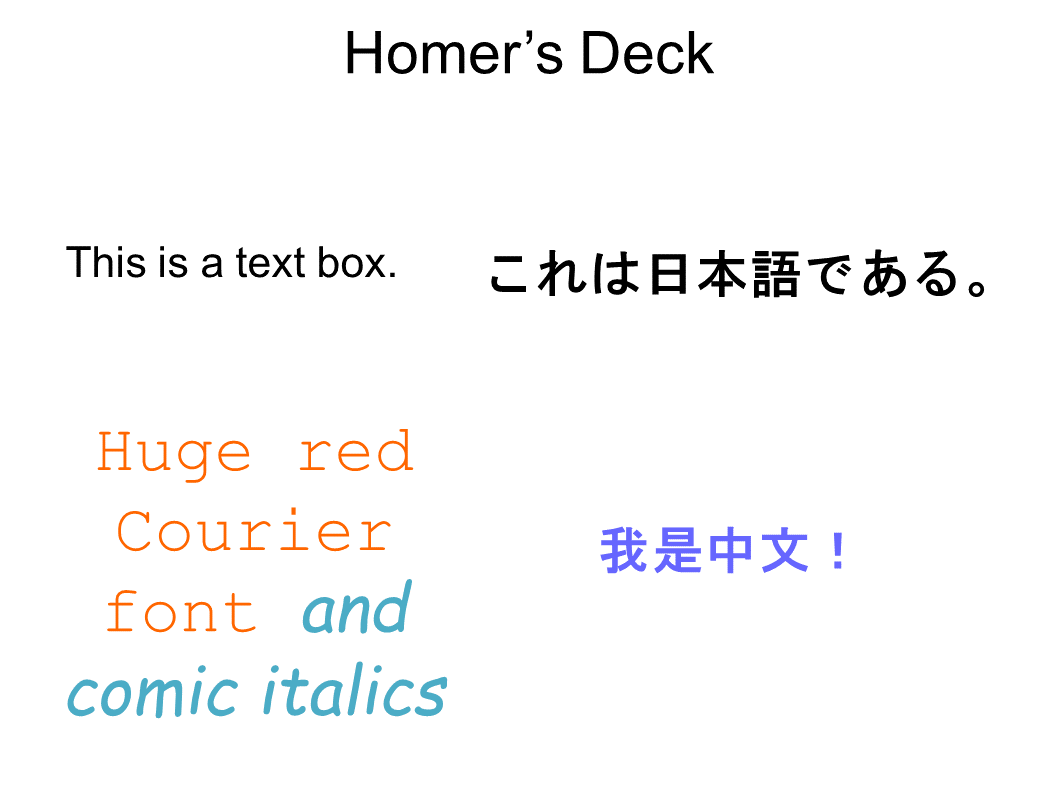 Homer’s Deck
This is a text box.
これは日本語である。
Huge red
Courier
font and
comic italics
我是中文！